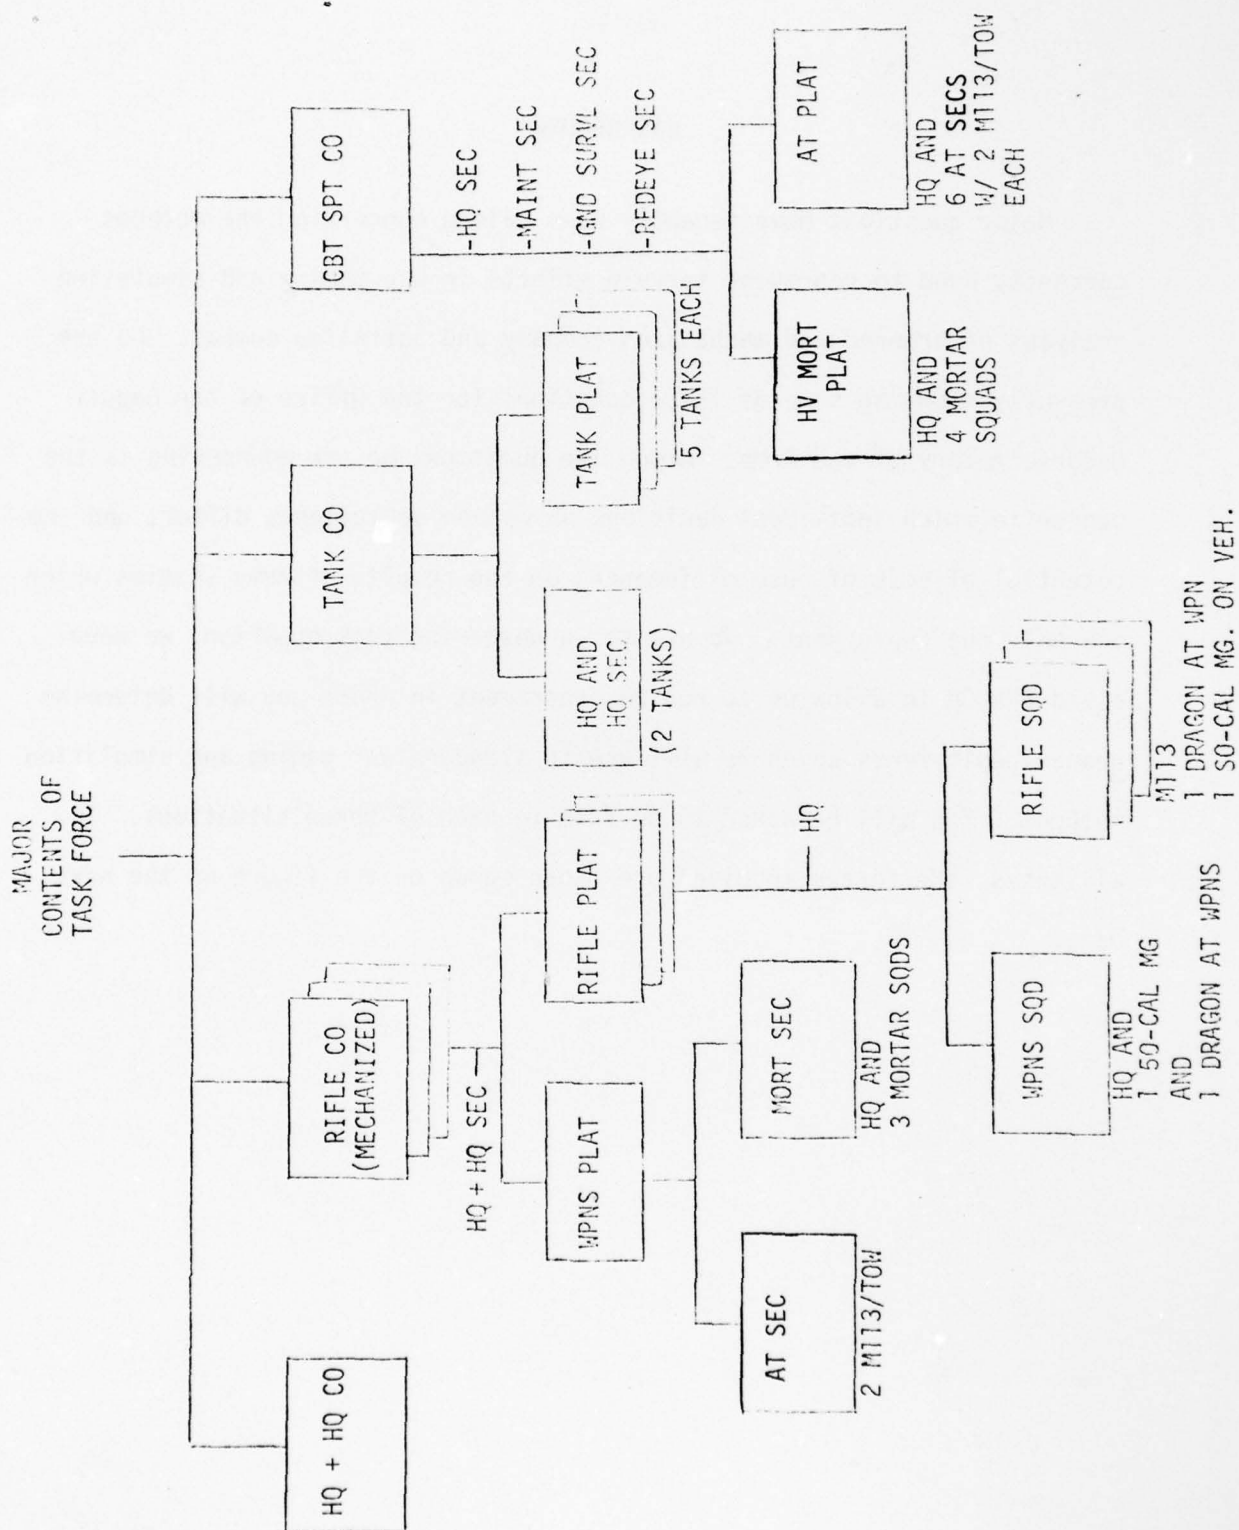 MAJOR
CONTENTS OF
TASK FORCE
HQ + HQ CO
RIFLE CO
(MECHANIZED)
TANK CO
CBT SPT CO
HQ + HQ SEC
WPNS PLAT
RIFLE PLAT
HQ AND
HQ SEC
(2 TANKS)
TANK PLAT
5 TANKS EACH
-HQ SEC
-MAINT SEC
-GND SURVL SEC
-REDEYE SEC
AT SEC
2 M113/TOW
MORT SEC
HQ AND
3 MORTAR SQDS
HQ
HV MORT
PLAT
HQ AND
4 MORTAR
SQUADS
AT PLAT
HQ AND
6 AT SECS
W/ 2 M113/TOW
EACH
WPNS SQD
HQ AND
1 50-CAL MG
AND
1 DRAGON AT WPNS
RIFLE SQD
M113
1 DRAGON AT WPN
1 SO-CAL MG. ON VEH.